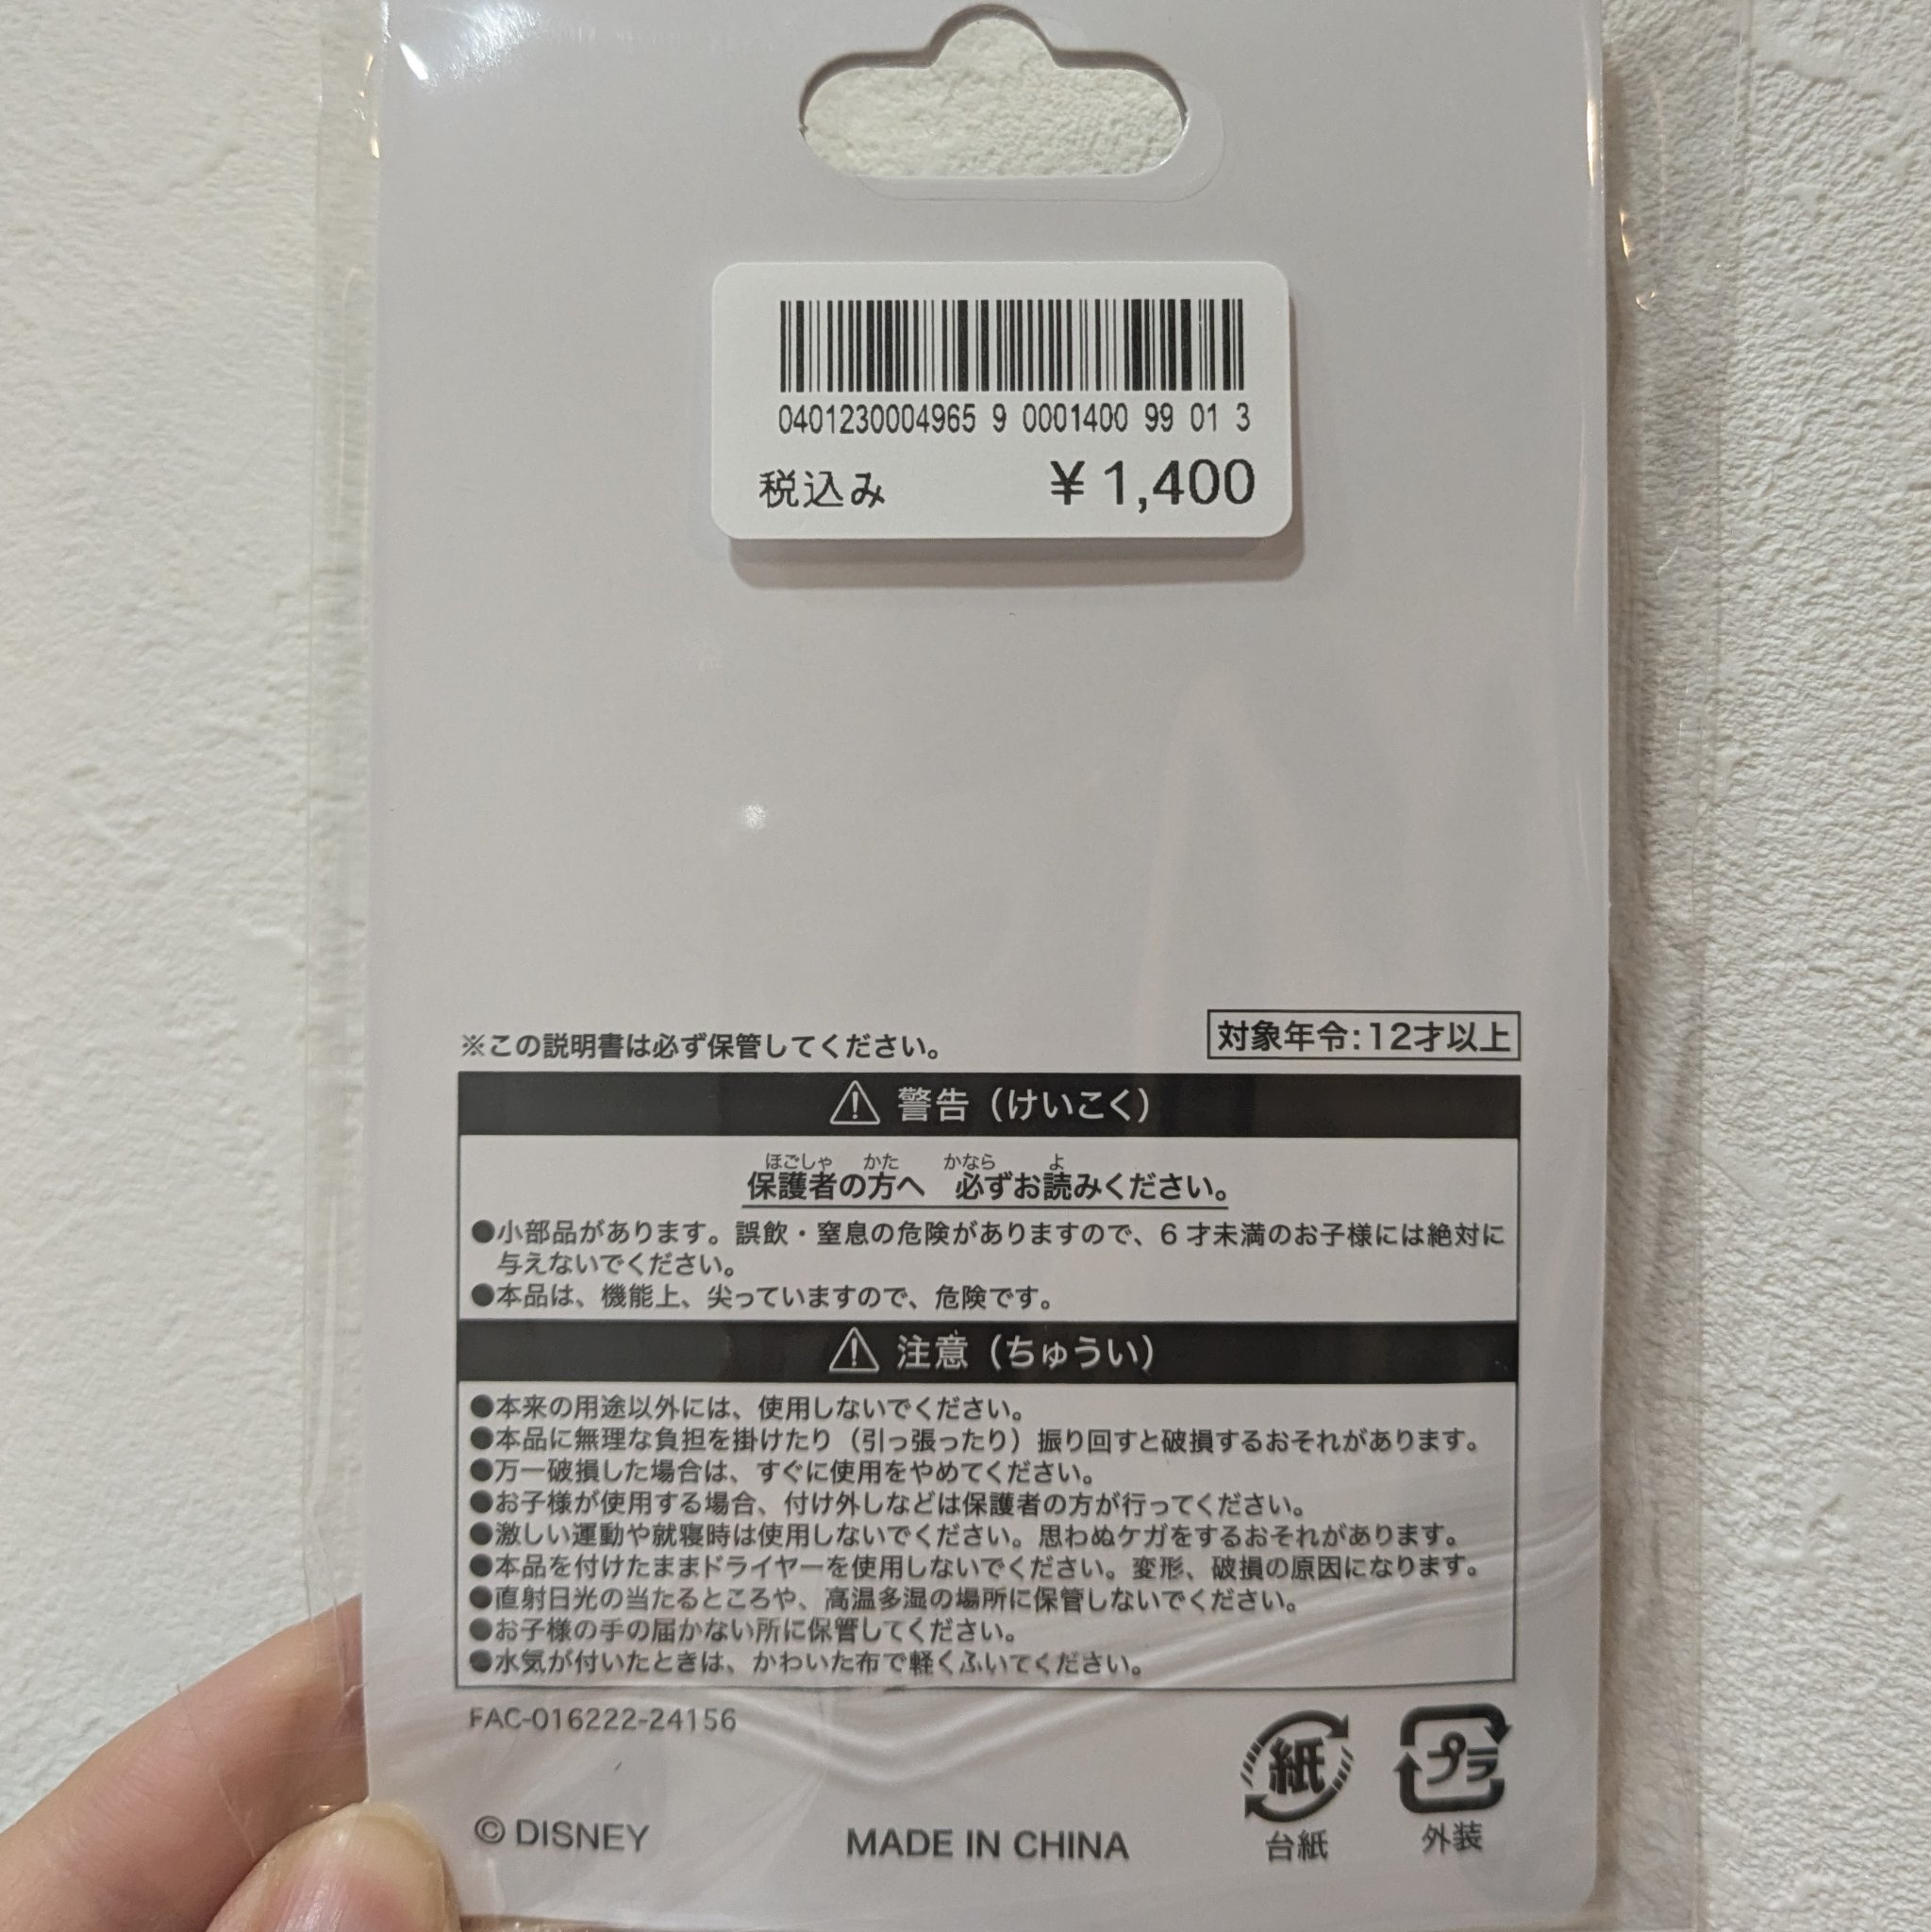 0401230004965 9 0001400 99 01 3
税込み ¥1,400
※この説明書は必ず保管してください。
対象年令:12才以上
警告（けいこく）
ほごしゃ かた かなら よ
保護者の方へ 必ずお読みください。
●小部品があります。誤飲・窒息の危険がありますので、6才未満のお子様には絶対に
与えないでください。
●本品は、機能上、尖っていますので、危険です。
注意（ちゅうい）
●本来の用途以外には、使用しないでください。
●本品に無理な負担を掛けたり（引っ張ったり）振り回すと破損するおそれがあります。
●万一破損した場合は、すぐに使用をやめてください。
●お子様が使用する場合、付け外しなどは保護者の方が行ってください。
●激しい運動や就寝時は使用しないでください。思わぬケガをするおそれがあります。
●本品を付けたままドライヤーを使用しないでください。変形、破損の原因になります。
●直射日光の当たるところや、高温多湿の場所に保管しないでください。
●お子様の手の届かない所に保管してください。
●水気が付いたときは、かわいた布で軽くふいてください。
FAC-016222-24156
紙
プラ
© DISNEY
MADE IN CHINA
台紙
外装